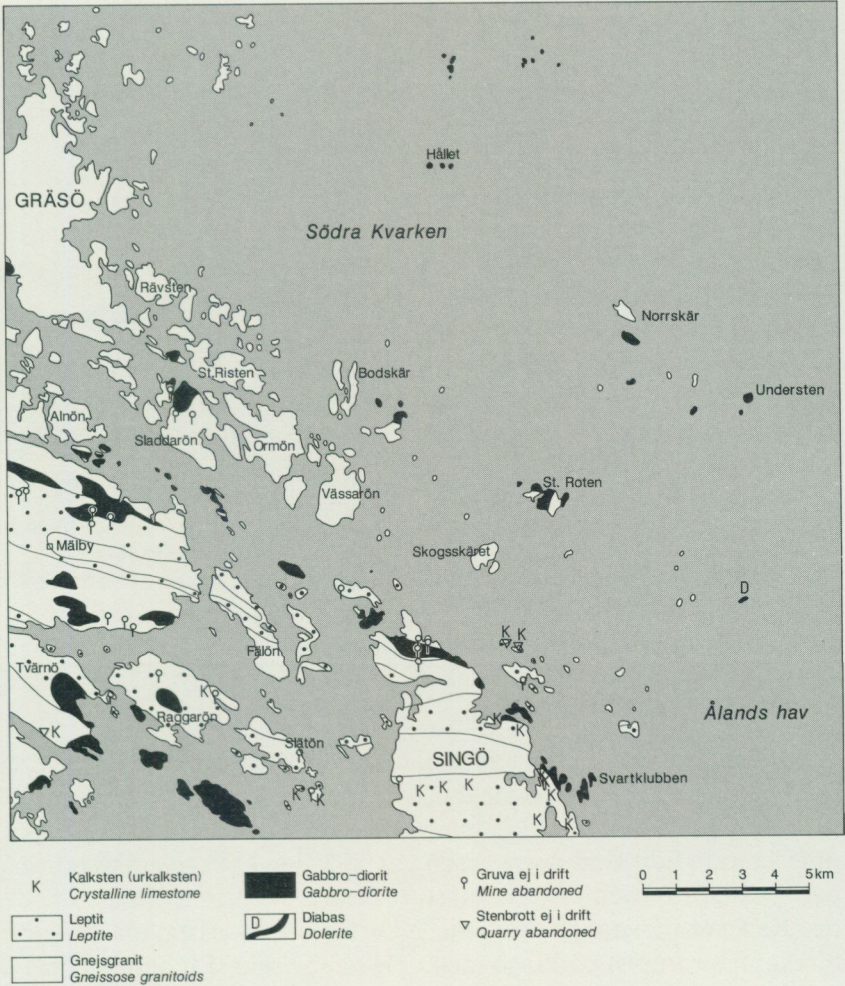 Hållet
GRÄSÖ
Södra Kvarken
Rävsten
Norrskär
St.Risten
Bodskär
Understen
Alnön
Sladdarön
Ormön
St. Roten
Vässarön
Mälby
Skogsskäret
D
K K
Fälön
Tvärnö
K
Raggarön
K
Ålands hav
K
K
Slätön
SINGÖ
K
Svartklubben
K K K
K
K K
K
K
K
Kalksten (urkalksten)
Crystalline limestone
Leptit
Leptite
Gnejsgranit
Gneissose granitoids
Gabbro-diorit
Gabbro-diorite
D
Diabas
Dolerite
Gruva ej i drift
Mine abandoned
Stenbrott ej i drift
Quarry abandoned
0 1 2 3 4 5km